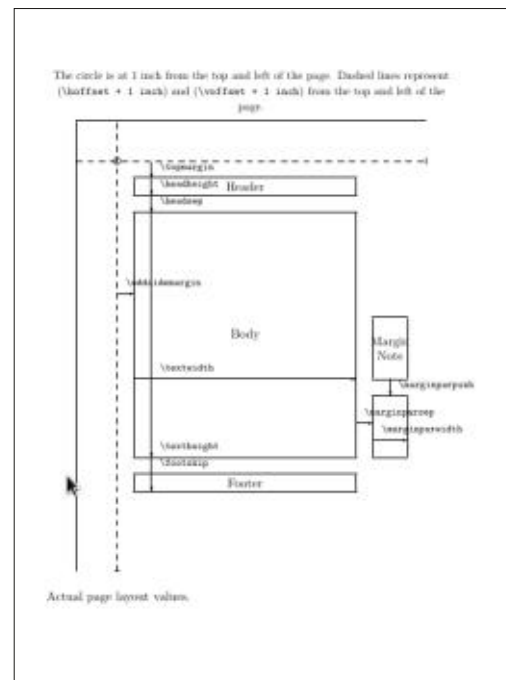 The circle is at 1 inch from the top and left of the page. Dashed lines represent
(\hoffset + 1 inch) and (\voffset + 1 inch) from the top and left of the
page.
\topmargin
\headheight
Header
\headsep
\oddsidemargin
Body
Margin
Note
\textwidth
\marginparpush
\marginparsep
\marginparwidth
\textheight
\footskip
Footer
Actual page layout values.